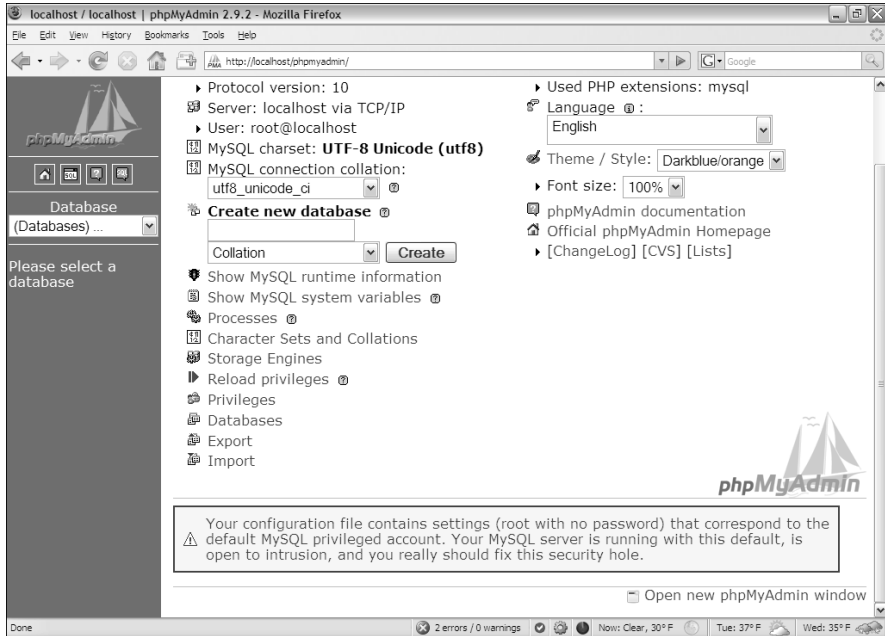 localhost / localhost | phpMyAdmin 2.9.2 - Mozilla Firefox
File Edit View History Bookmarks Tools Help
PMA http://localhost/phpmyadmin/
G Google
phpMyAdmin
SQL
Database
(Databases) ...
Please select a
database
Protocol version: 10
Server: localhost via TCP/IP
User: root@localhost
MySQL charset: UTF-8 Unicode (utf8)
MySQL connection collation:
utf8_unicode_ci
Create new database
Collation Create
Show MySQL runtime information
Show MySQL system variables
Processes
Character Sets and Collations
Storage Engines
Reload privileges
Privileges
Databases
Export
Import
Used PHP extensions: mysql
Language :
English
Theme / Style: Darkblue/orange
Font size: 100%
phpMyAdmin documentation
Official phpMyAdmin Homepage
[ChangeLog] [CVS] [Lists]
phpMyAdmin
Your configuration file contains settings (root with no password) that correspond to the
default MySQL privileged account. Your MySQL server is running with this default, is
open to intrusion, and you really should fix this security hole.
Open new phpMyAdmin window
Done 2 errors / 0 warnings Now: Clear, 30° F Tue: 37° F Wed: 35° F